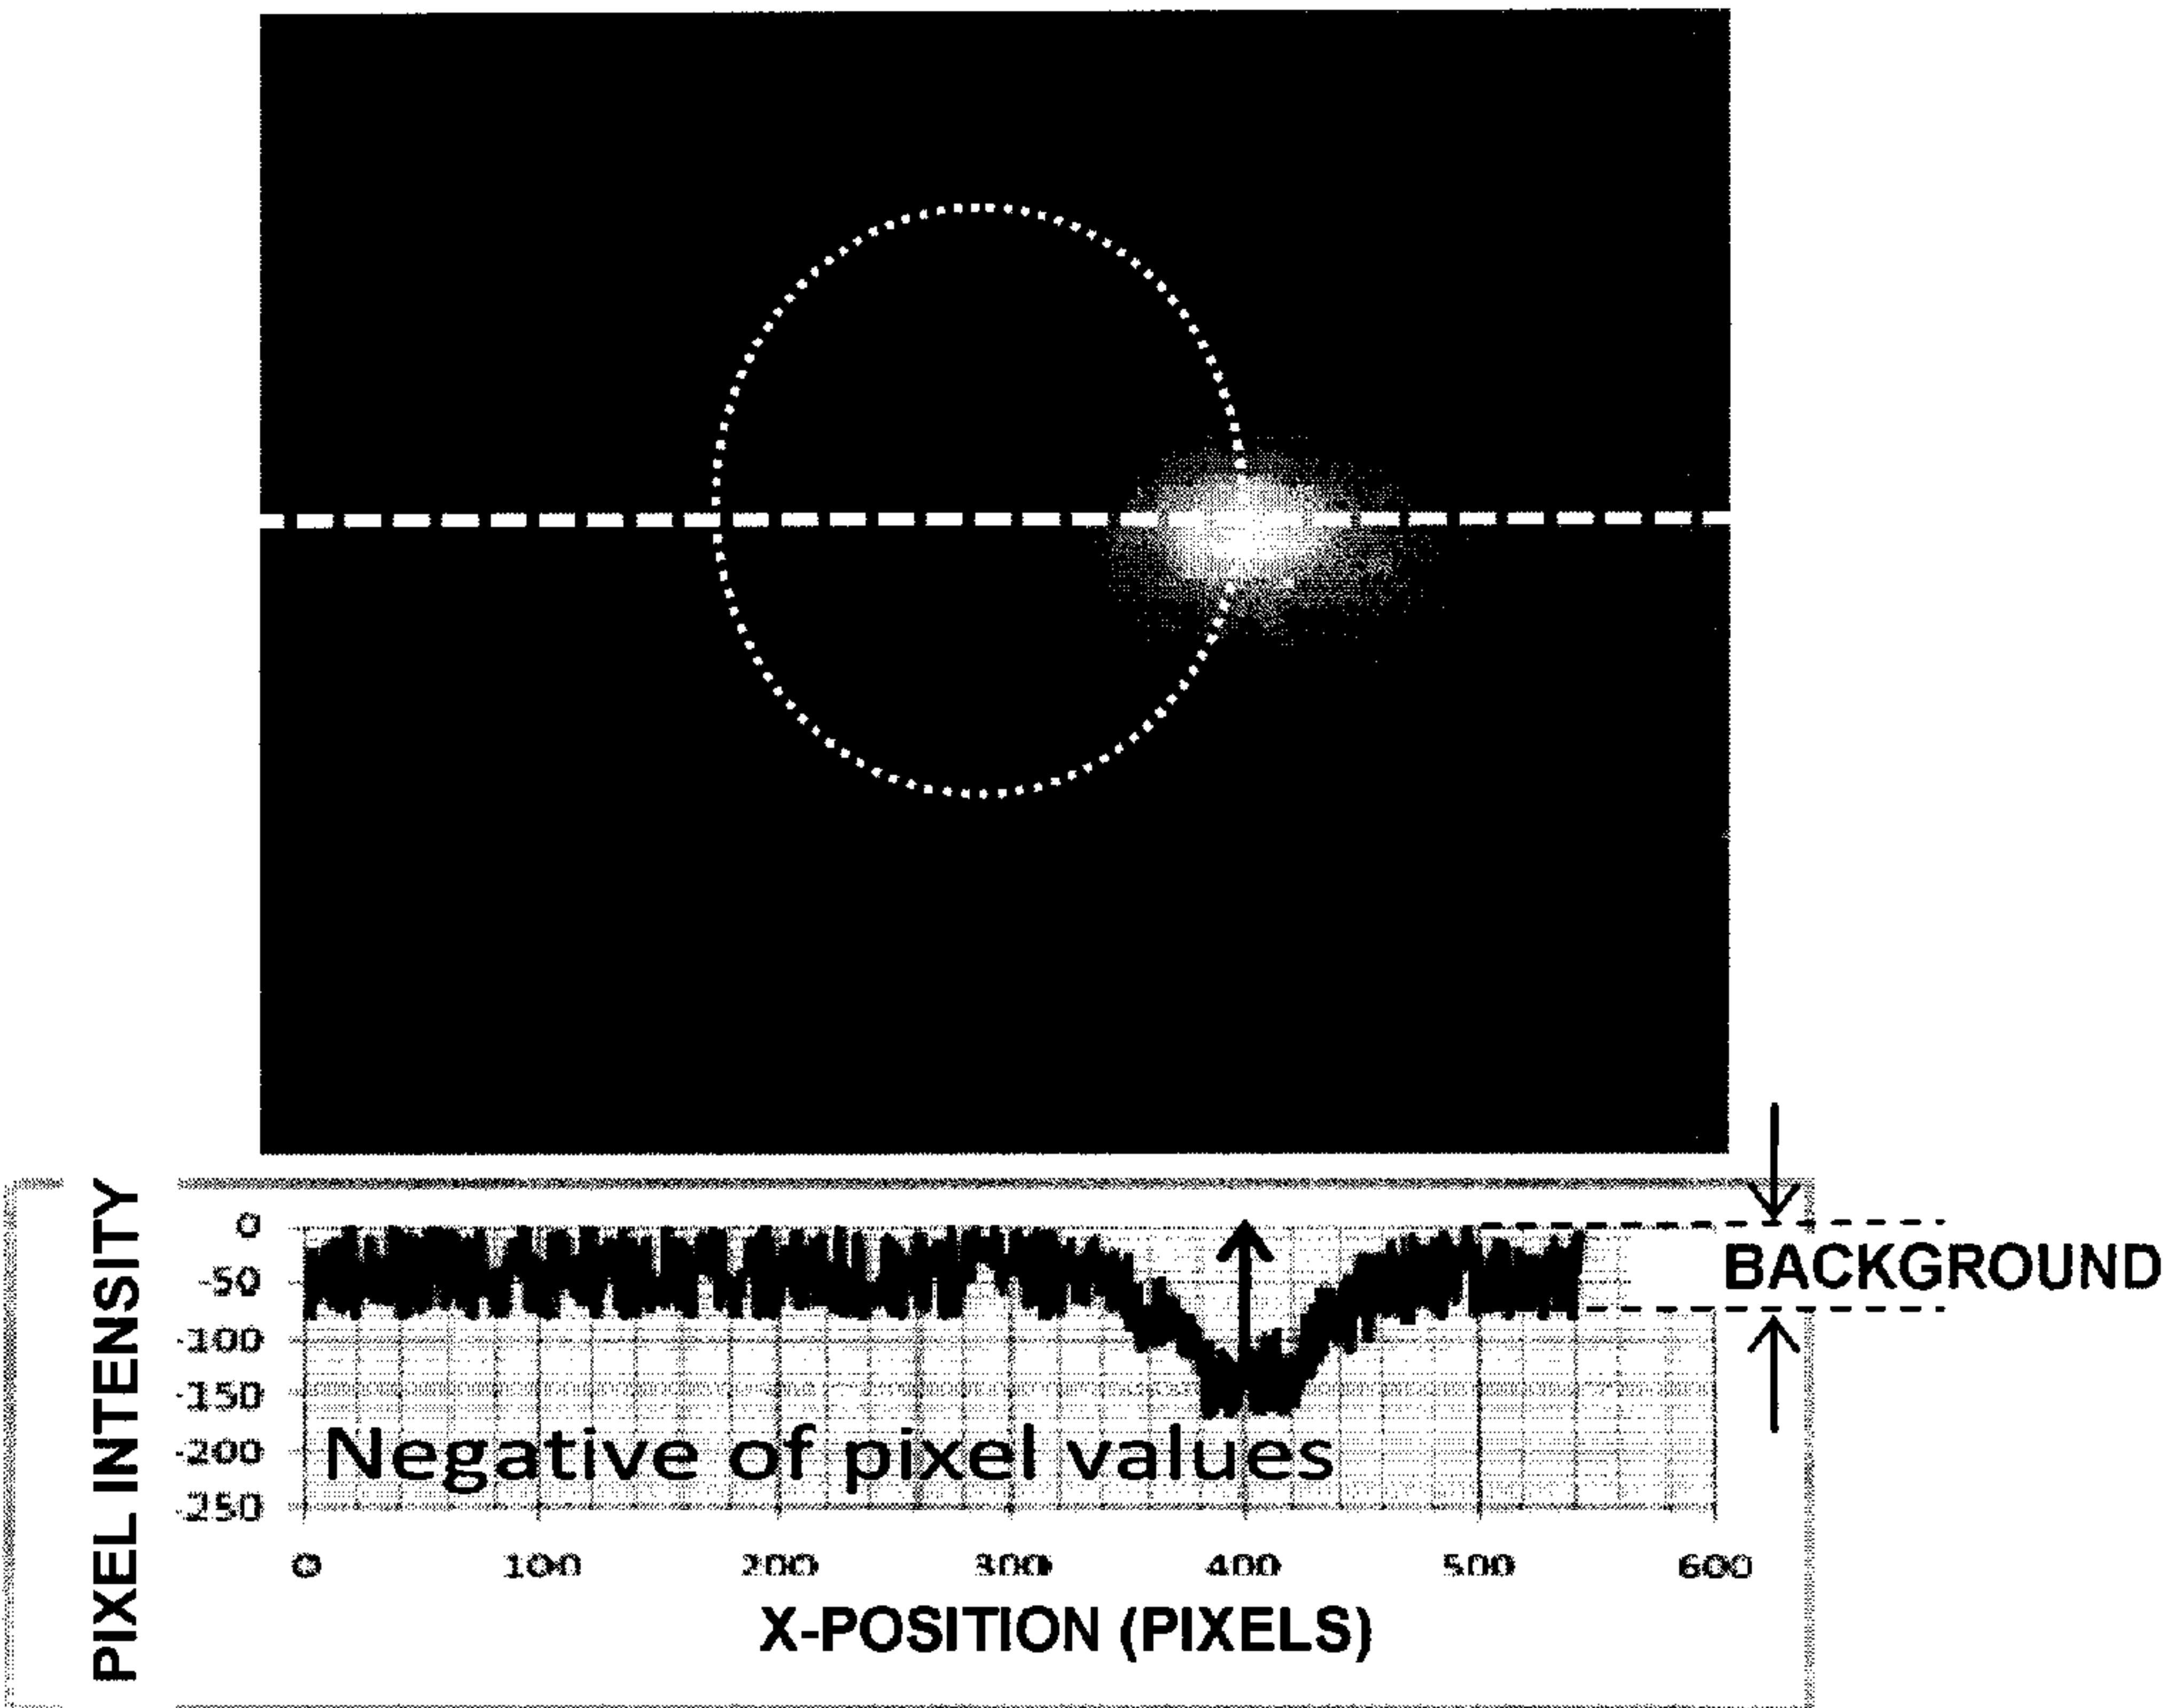 PIXEL INTENSITY
0
-50
-100
-150
-200
-250
BACKGROUND
Negative of pixel values
0 100 200 300 400 500 600
X-POSITION (PIXELS)